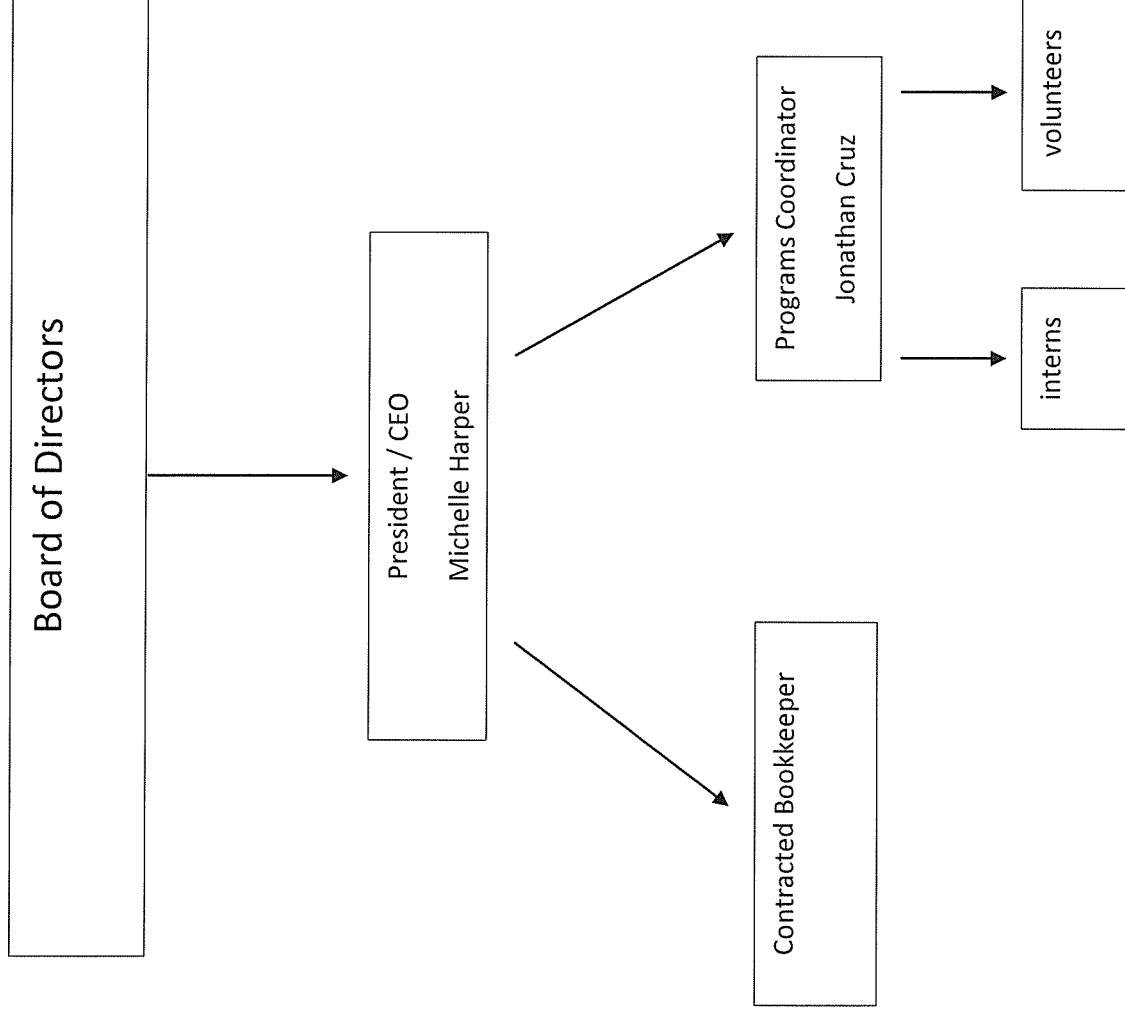 Board of Directors
President / CEO
Michelle Harper
Contracted Bookkeeper
Programs Coordinator
Jonathan Cruz
interns
volunteers